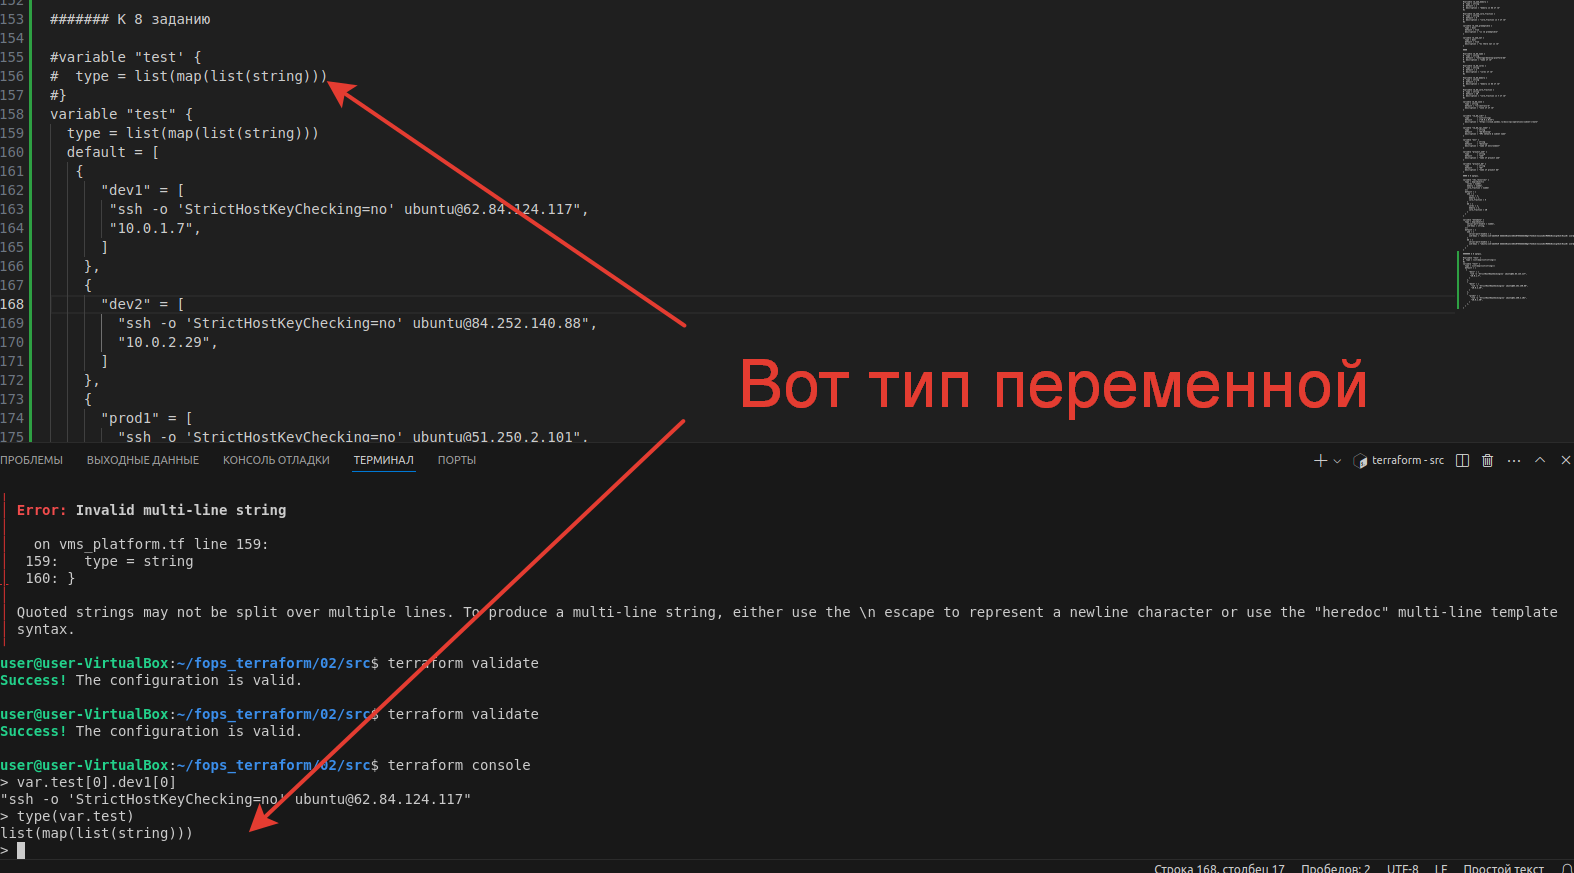 152
153 ####### К 8 заданию
154
155 #variable "test' {
156 #  type = list(map(list(string)))
157 #}
158 variable "test" {
159   type = list(map(list(string)))
160   default = [
161    {
162       "dev1" = [
163        "ssh -o 'StrictHostKeyChecking=no' ubuntu@62.84.124.117",
164        "10.0.1.7",
165       ]
166     },
167     {
168       "dev2" = [
169         "ssh -o 'StrictHostKeyChecking=no' ubuntu@84.252.140.88",
170         "10.0.2.29",
171       ]
172     },
173     {
174       "prod1" = [
175         "ssh -o 'StrictHostKeyChecking=no' ubuntu@51.250.2.101",
Вот тип переменной
ПРОБЛЕМЫ ВЫХОДНЫЕ ДАННЫЕ КОНСОЛЬ ОТЛАДКИ ТЕРМИНАЛ ПОРТЫ terraform - src
Error: Invalid multi-line string
on vms_platform.tf line 159:
159:   type = string
160: }
Quoted strings may not be split over multiple lines. To produce a multi-line string, either use the \n escape to represent a newline character or use the "heredoc" multi-line template
syntax.
user@user-VirtualBox:~/fops_terraform/02/src$ terraform validate
Success! The configuration is valid.
user@user-VirtualBox:~/fops_terraform/02/src$ terraform validate
Success! The configuration is valid.
user@user-VirtualBox:~/fops_terraform/02/src$ terraform console
> var.test[0].dev1[0]
"ssh -o 'StrictHostKeyChecking=no' ubuntu@62.84.124.117"
> type(var.test)
list(map(list(string)))
>
Строка 168, столбец 17 Пробелов: 2 UTF-8 LF Простой текст